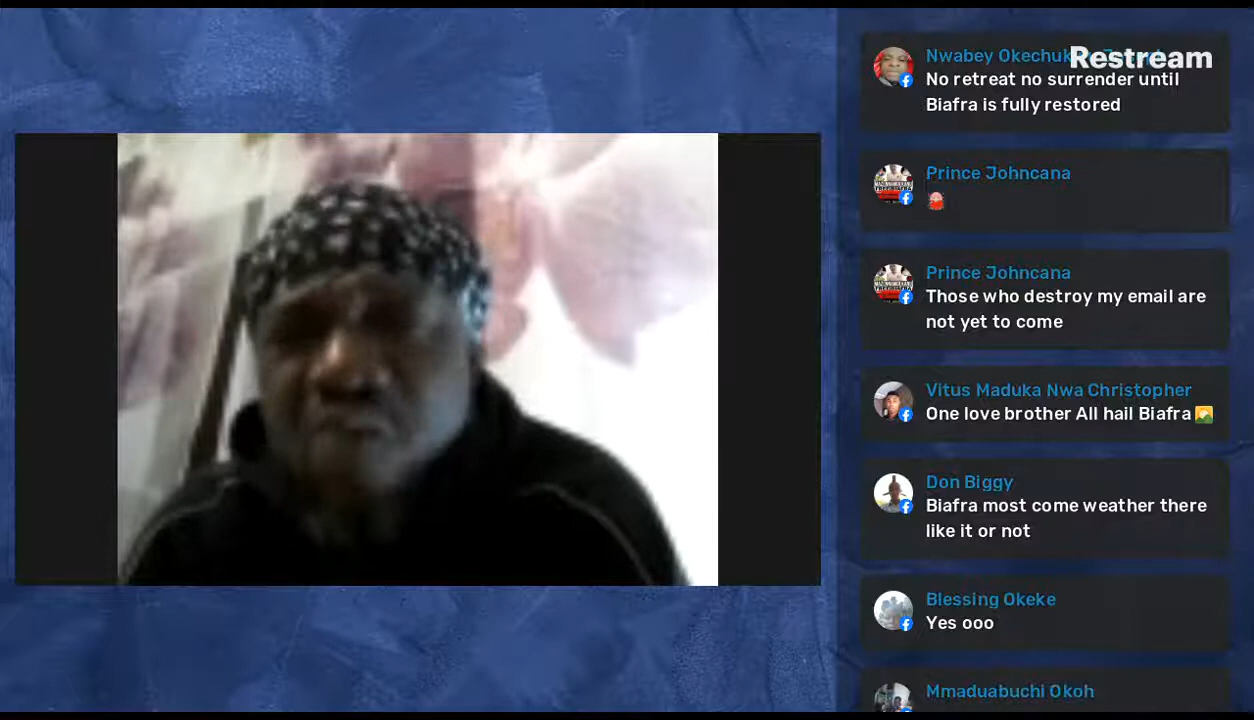 Nwabey Okechuk
Restream
No retreat no surrender until
Biafra is fully restored
Prince Johncana
Prince Johncana
Those who destroy my email are
not yet to come
Vitus Maduka Nwa Christopher
One love brother All hail Biafra
Don Biggy
Biafra most come weather there
like it or not
Blessing Okeke
Yes ooo
Mmaduabuchi Okoh